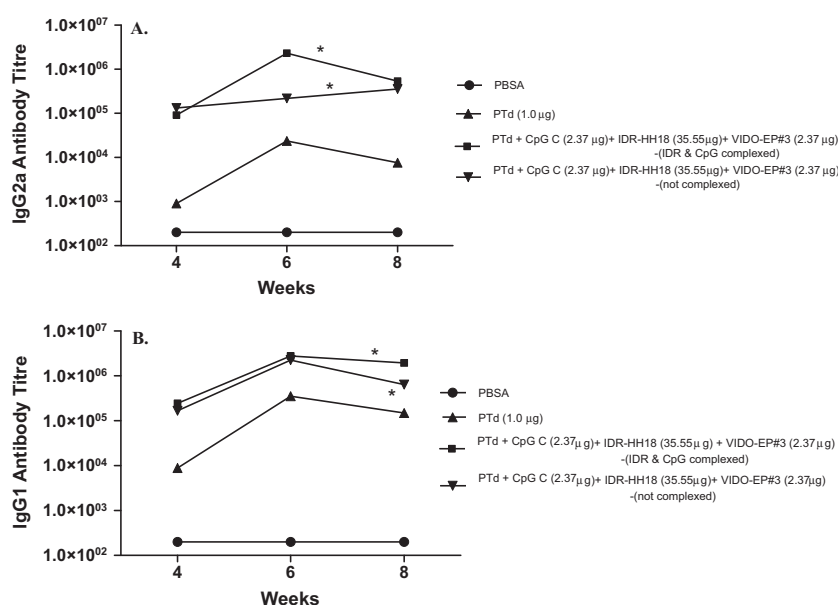 A.
1.0×10⁰⁷
1.0×10⁰⁶
1.0×10⁰⁵
1.0×10⁰⁴
1.0×10⁰³
1.0×10⁰²
IgG2a Antibody Titre
*
*
4 6 8
Weeks
PBSA
PTd (1.0 µg)
PTd + CpG C (2.37 µg)+ IDR-HH18 (35.55µg)+ VIDO-EP#3 (2.37 µg)
-(IDR & CpG complexed)
PTd + CpG C (2.37 µg)+ IDR-HH18 (35.55µg)+ VIDO-EP#3 (2.37 µg)
-(not complexed)
B.
1.0×10⁰⁷
1.0×10⁰⁶
1.0×10⁰⁵
1.0×10⁰⁴
1.0×10⁰³
1.0×10⁰²
IgG1 Antibody Titre
*
*
4 6 8
Weeks
PBSA
PTd (1.0 µg)
PTd + CpG C (2.37µg)+ IDR-HH18 (35.55µg) + VIDO-EP#3 (2.37 µg)
-(IDR & CpG complexed)
PTd + CpG C (2.37µg)+ IDR-HH18 (35.55µg)+ VIDO-EP#3 (2.37µg)
-(not complexed)